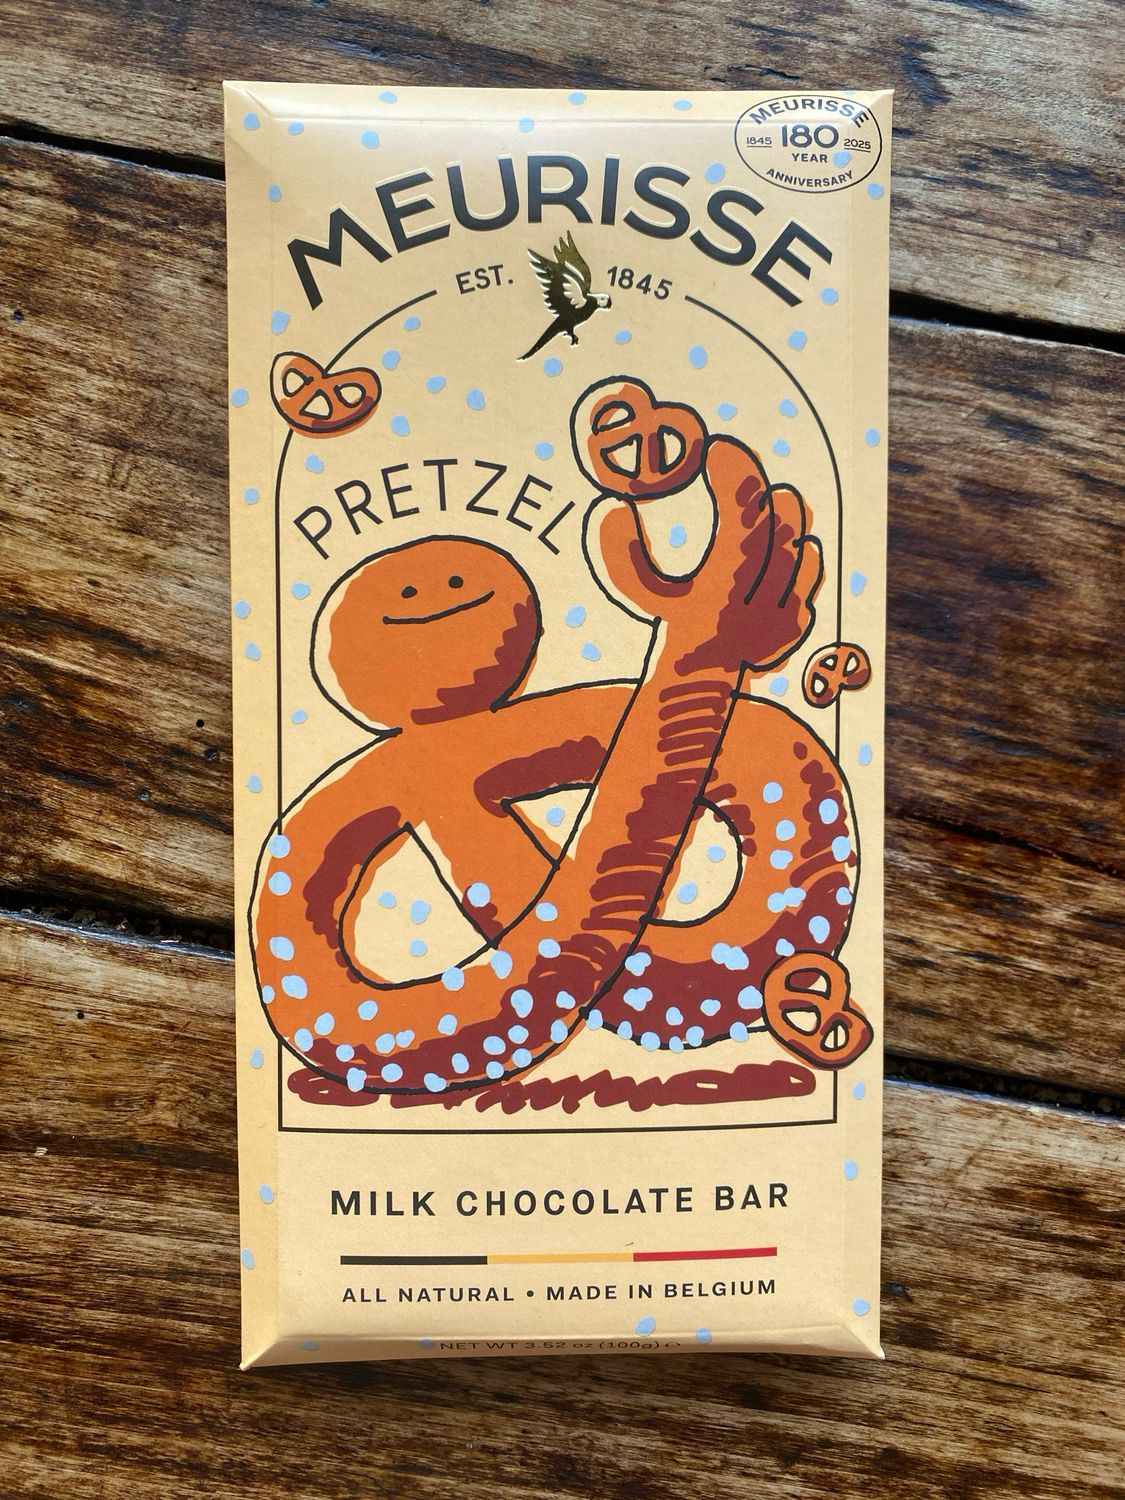 MEURISSE
1845 180 2025
YEAR
ANNIVERSARY
MEURISSE
EST. 1845
PRETZEL
MILK CHOCOLATE BAR
ALL NATURAL • MADE IN BELGIUM
NET WT 3.52 oz (100g) ℮